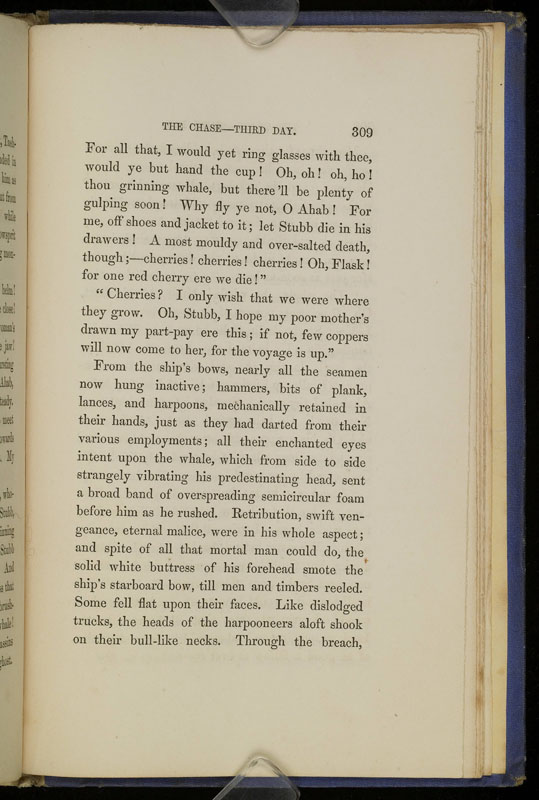 THE CHASE—THIRD DAY. 309
For all that, I would yet ring glasses with thee,
would ye but hand the cup! Oh, oh! oh, ho!
thou grinning whale, but there'll be plenty of
gulping soon! Why fly ye not, O Ahab! For
me, off shoes and jacket to it; let Stubb die in his
drawers! A most mouldy and over-salted death,
though;—cherries! cherries! cherries! Oh, Flask!
for one red cherry ere we die!"
"Cherries? I only wish that we were where
they grow. Oh, Stubb, I hope my poor mother's
drawn my part-pay ere this; if not, few coppers
will now come to her, for the voyage is up."
From the ship's bows, nearly all the seamen
now hung inactive; hammers, bits of plank,
lances, and harpoons, mechanically retained in
their hands, just as they had darted from their
various employments; all their enchanted eyes
intent upon the whale, which from side to side
strangely vibrating his predestinating head, sent
a broad band of overspreading semicircular foam
before him as he rushed. Retribution, swift ven-
geance, eternal malice, were in his whole aspect;
and spite of all that mortal man could do, the
solid white buttress of his forehead smote the
ship's starboard bow, till men and timbers reeled.
Some fell flat upon their faces. Like dislodged
trucks, the heads of the harpooneers aloft shook
on their bull-like necks. Through the breach,